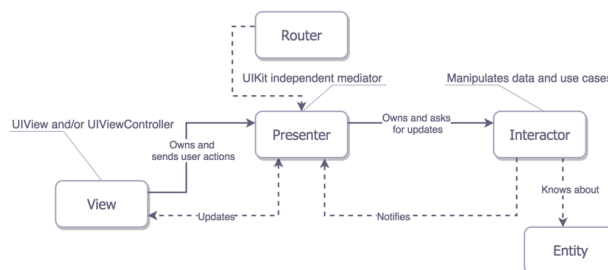 Router
UIKit independent mediator
Manipulates data and use cases
UIView and/or UIViewController
Presenter
Owns and asks
for updates
Interactor
Owns and
sends user actions
View
Updates
Notifies
Knows about
Entity